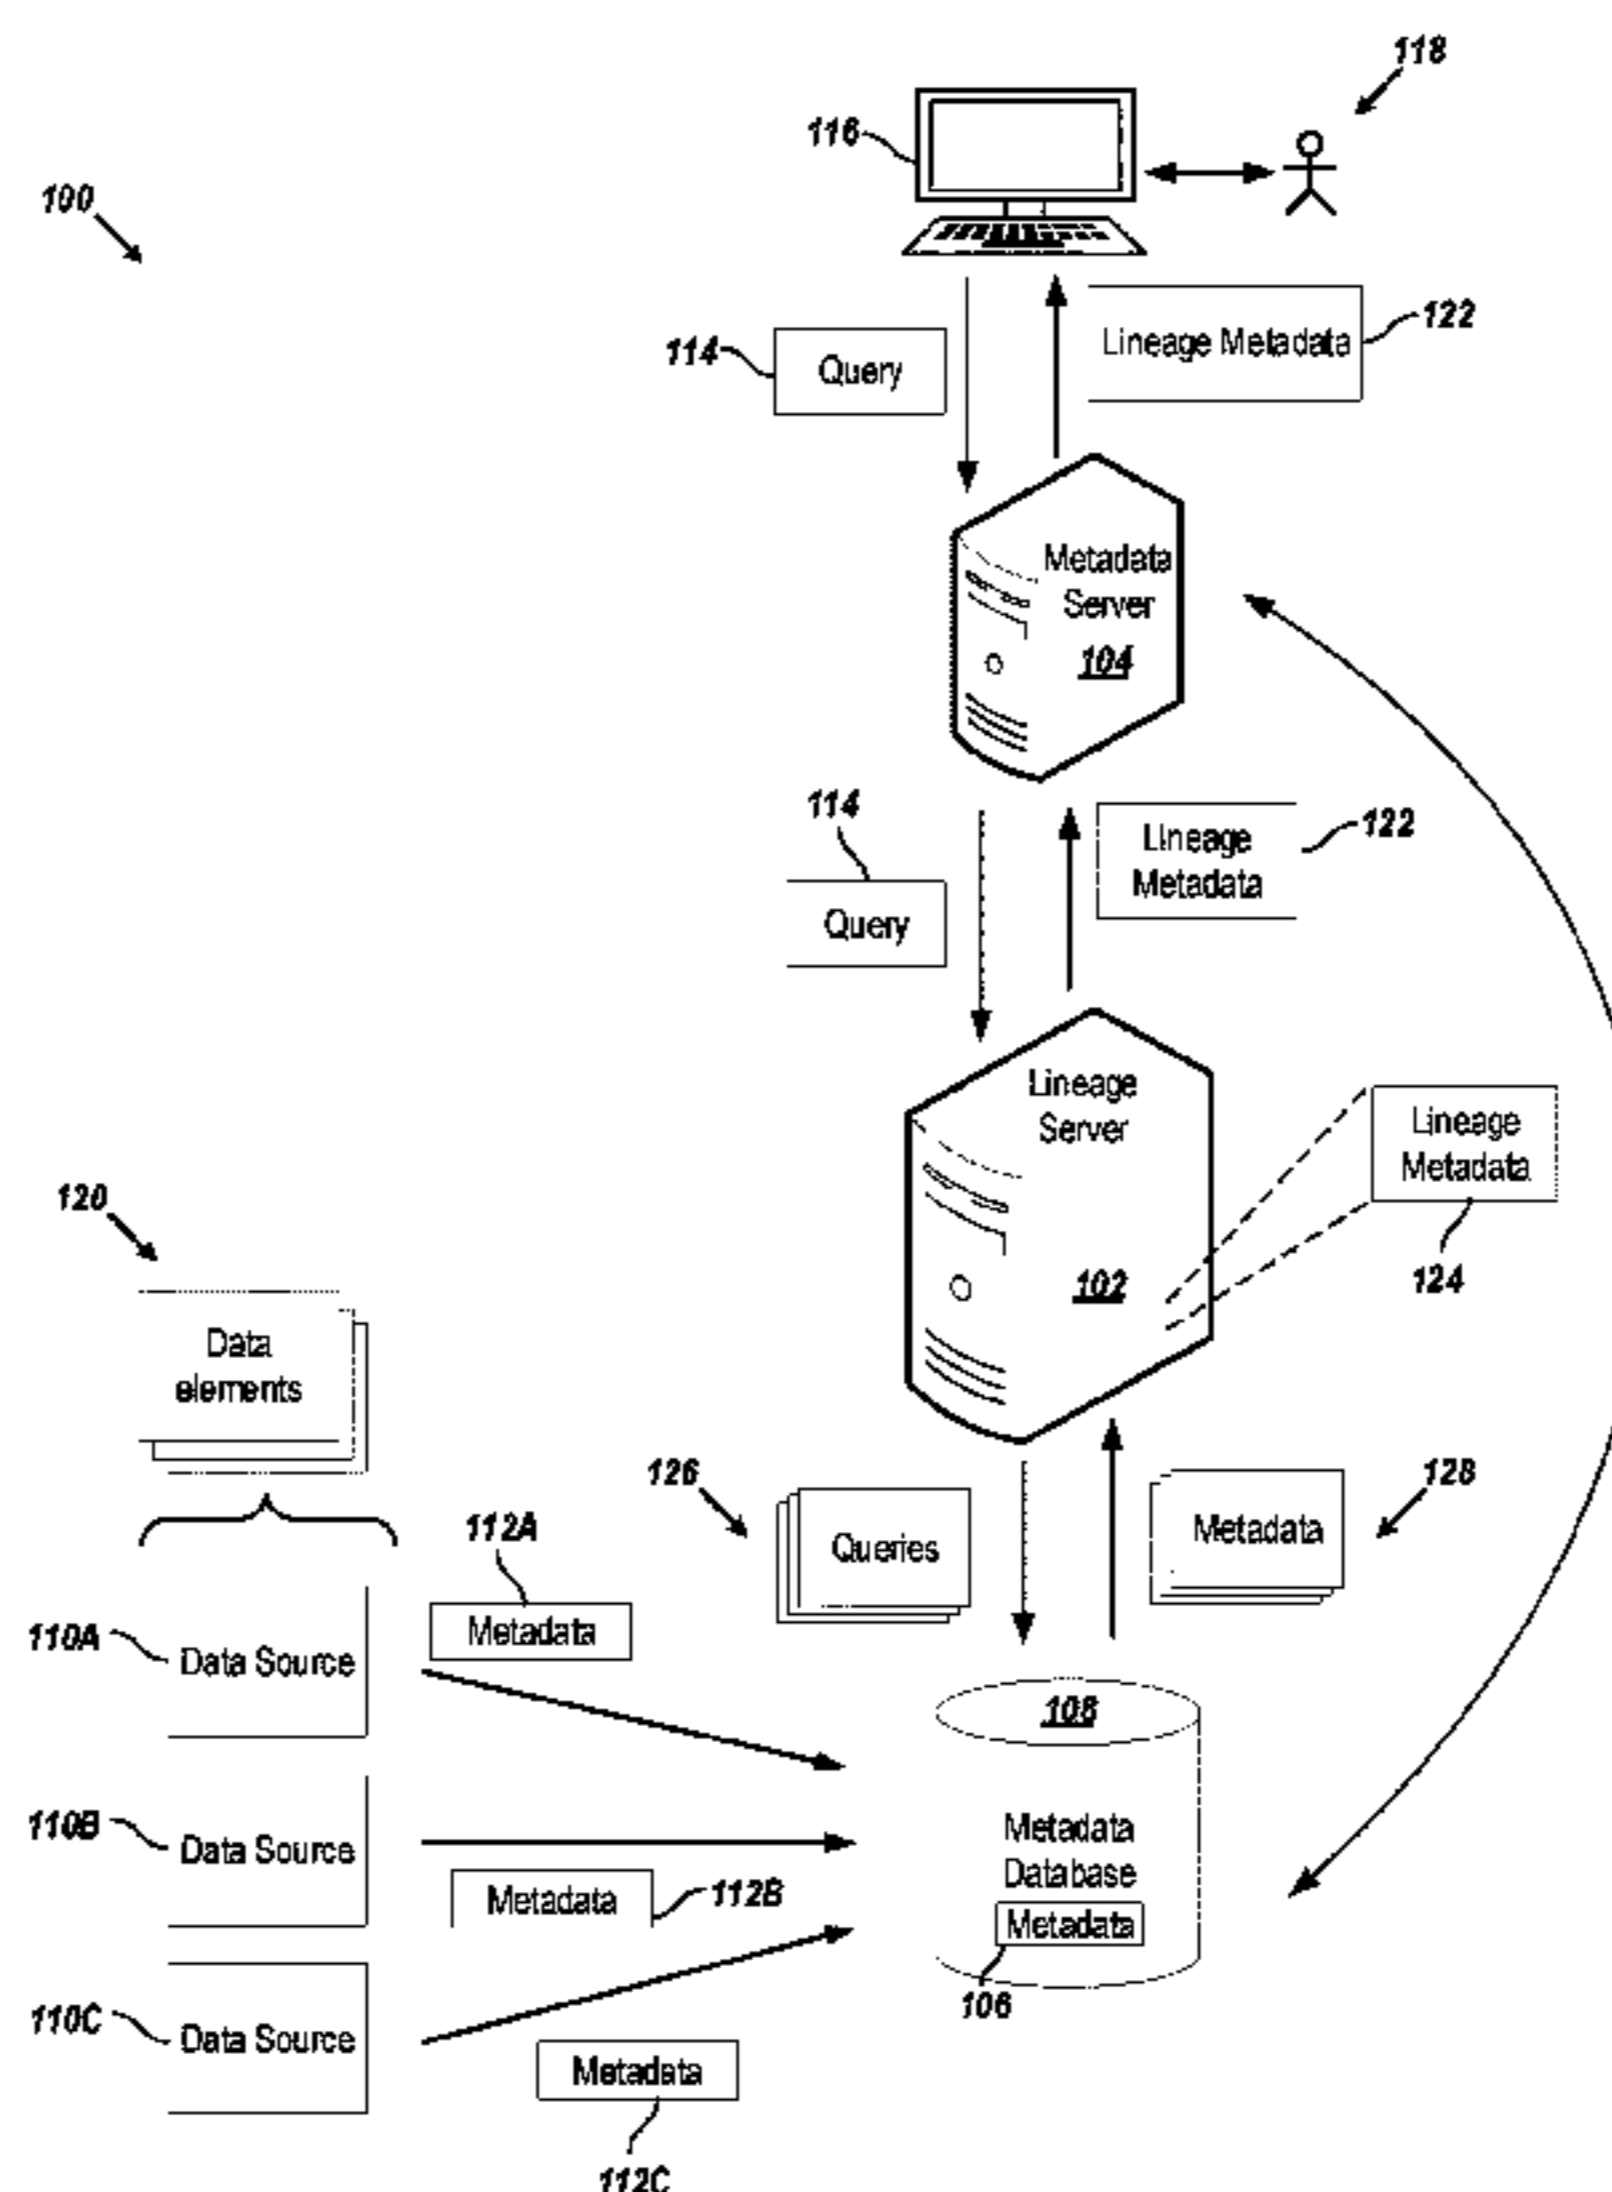 118
116
100
122
Lineage Metadata
114
Query
Metadata
Server
104
114
122
Lineage
Metadata
Query
Lineage
Server
Lineage
Metadata
120
102
124
Data
elements
126
128
112A
Queries
Metadata
110A
Metadata
Data Source
108
110B
Metadata
Database
Data Source
112B
Metadata
Metadata
106
110C
Data Source
Metadata
112C